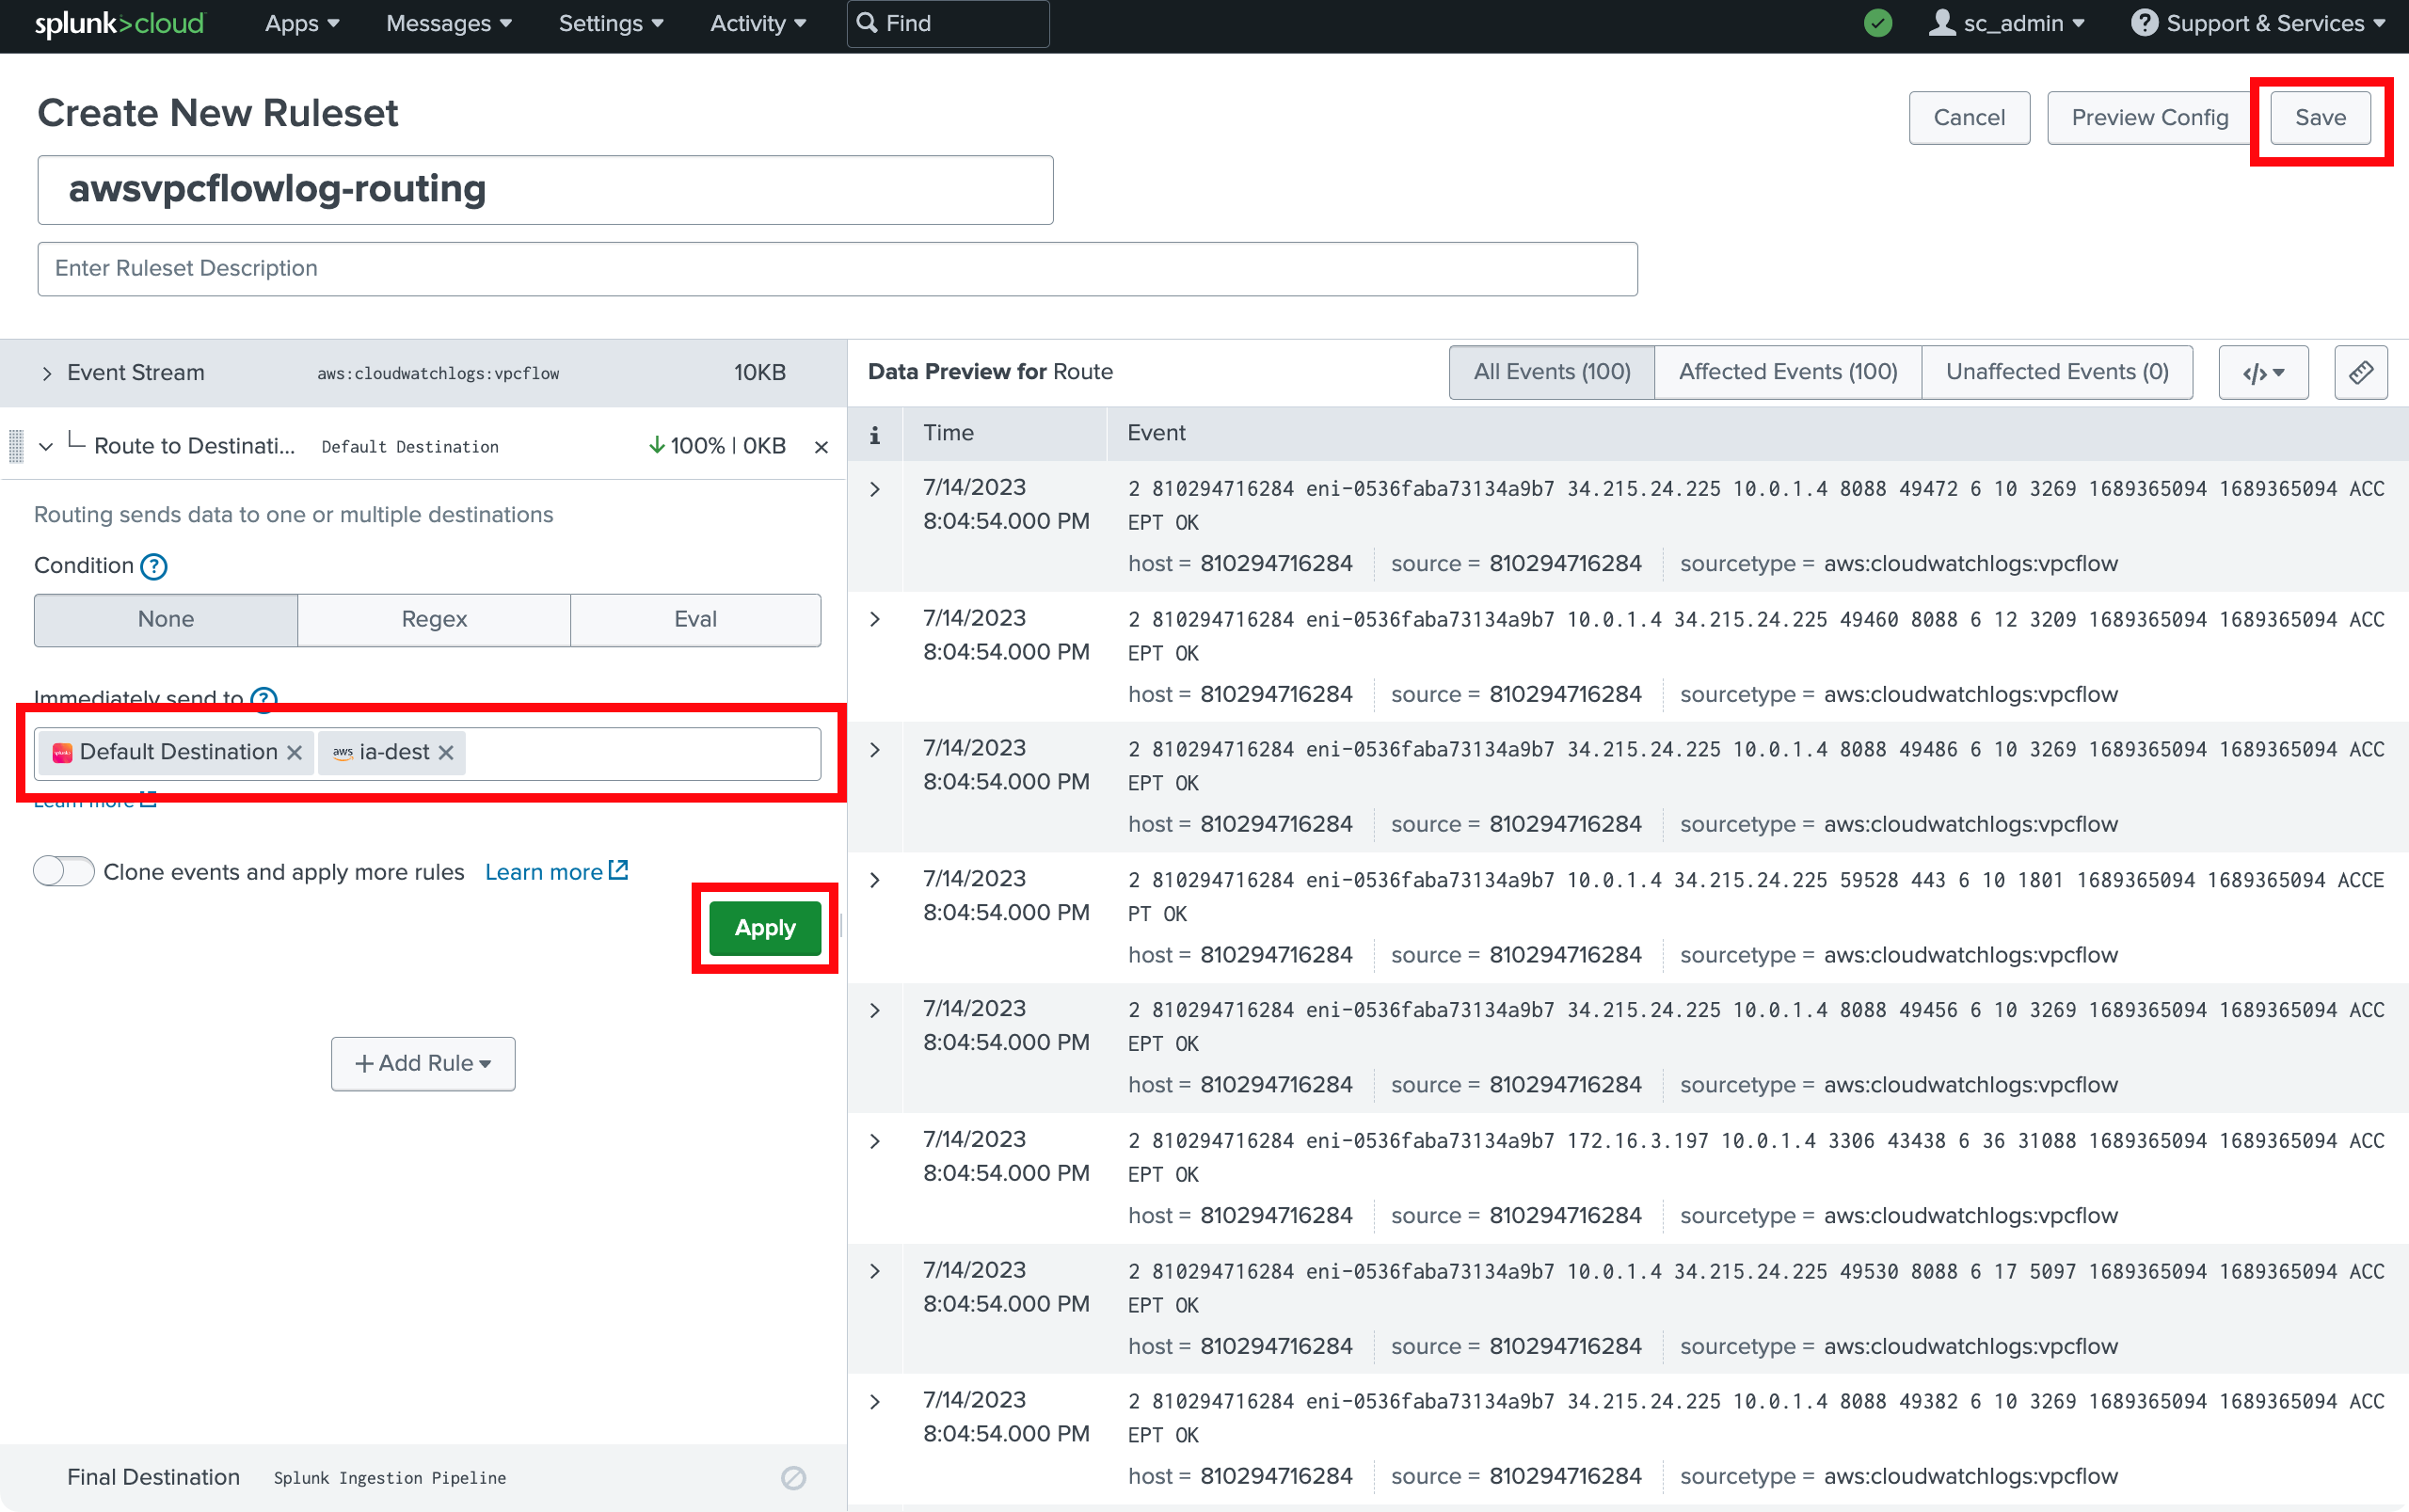 splunk>cloud Apps Messages Settings Activity Find sc_admin Support & Services
Create New Ruleset
Cancel Preview Config Save
awsvpcflowlog-routing
Enter Ruleset Description
Event Stream aws:cloudwatchlogs:vpcflow 10KB
Route to Destinati... Default Destination 100% | 0KB
Routing sends data to one or multiple destinations
Condition ?
None Regex Eval
Immediately send to ?
Default Destination aws ia-dest
Learn more
Clone events and apply more rules Learn more
Apply
+ Add Rule
Final Destination Splunk Ingestion Pipeline
Data Preview for Route All Events (100) Affected Events (100) Unaffected Events (0) </>
i Time Event
7/14/2023
8:04:54.000 PM
2 810294716284 eni-0536faba73134a9b7 34.215.24.225 10.0.1.4 8088 49472 6 10 3269 1689365094 1689365094 ACC
EPT OK
host = 810294716284 source = 810294716284 sourcetype = aws:cloudwatchlogs:vpcflow
7/14/2023
8:04:54.000 PM
2 810294716284 eni-0536faba73134a9b7 10.0.1.4 34.215.24.225 49460 8088 6 12 3209 1689365094 1689365094 ACC
EPT OK
host = 810294716284 source = 810294716284 sourcetype = aws:cloudwatchlogs:vpcflow
7/14/2023
8:04:54.000 PM
2 810294716284 eni-0536faba73134a9b7 34.215.24.225 10.0.1.4 8088 49486 6 10 3269 1689365094 1689365094 ACC
EPT OK
host = 810294716284 source = 810294716284 sourcetype = aws:cloudwatchlogs:vpcflow
7/14/2023
8:04:54.000 PM
2 810294716284 eni-0536faba73134a9b7 10.0.1.4 34.215.24.225 59528 443 6 10 1801 1689365094 1689365094 ACCE
PT OK
host = 810294716284 source = 810294716284 sourcetype = aws:cloudwatchlogs:vpcflow
7/14/2023
8:04:54.000 PM
2 810294716284 eni-0536faba73134a9b7 34.215.24.225 10.0.1.4 8088 49456 6 10 3269 1689365094 1689365094 ACC
EPT OK
host = 810294716284 source = 810294716284 sourcetype = aws:cloudwatchlogs:vpcflow
7/14/2023
8:04:54.000 PM
2 810294716284 eni-0536faba73134a9b7 172.16.3.197 10.0.1.4 3306 43438 6 36 31088 1689365094 1689365094 ACC
EPT OK
host = 810294716284 source = 810294716284 sourcetype = aws:cloudwatchlogs:vpcflow
7/14/2023
8:04:54.000 PM
2 810294716284 eni-0536faba73134a9b7 10.0.1.4 34.215.24.225 49530 8088 6 17 5097 1689365094 1689365094 ACC
EPT OK
host = 810294716284 source = 810294716284 sourcetype = aws:cloudwatchlogs:vpcflow
7/14/2023
8:04:54.000 PM
2 810294716284 eni-0536faba73134a9b7 34.215.24.225 10.0.1.4 8088 49382 6 10 3269 1689365094 1689365094 ACC
EPT OK
host = 810294716284 source = 810294716284 sourcetype = aws:cloudwatchlogs:vpcflow